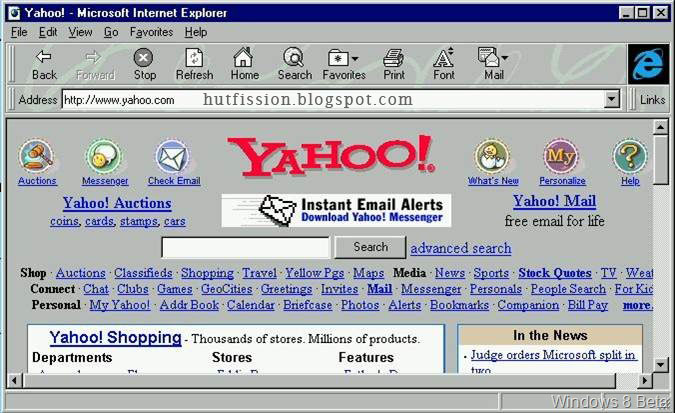 Yahoo! - Microsoft Internet Explorer
File Edit View Go Favorites Help
Back Forward Stop Refresh Home Search Favorites Print Font Mail
Address http://www.yahoo.com hutfission.blogspot.com Links
YAHOO!®
Auctions Messenger Check Email What's New Personalize Help
My
Yahoo! Auctions
coins, cards, stamps, cars
Instant Email Alerts
Download Yahoo! Messenger
Yahoo! Mail
free email for life
Search advanced search
Shop · Auctions · Classifieds · Shopping · Travel · Yellow Pgs · Maps Media · News · Sports · Stock Quotes · TV · Weat
Connect · Chat · Clubs · Games · GeoCities · Greetings · Invites · Mail · Messenger · Personals · People Search · For Kid
Personal · My Yahoo! · Addr Book · Calendar · Briefcase · Photos · Alerts · Bookmarks · Companion · Bill Pay more.
Yahoo! Shopping - Thousands of stores. Millions of products.
Departments Stores Features
In the News
· Judge orders Microsoft split in
two
Windows 8 Beta